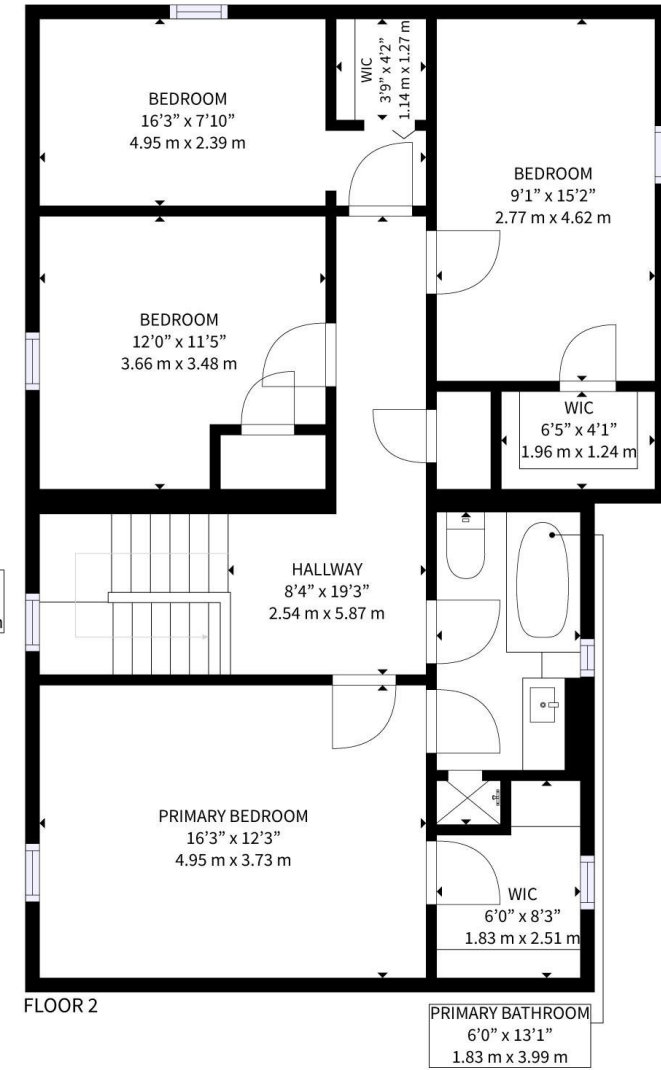 BEDROOM
16'3" x 7'10"
4.95 m x 2.39 m
WIC
3'9" x 4'2"
1.14 m x 1.27 m
BEDROOM
9'1" x 15'2"
2.77 m x 4.62 m
BEDROOM
12'0" x 11'5"
3.66 m x 3.48 m
WIC
6'5" x 4'1"
1.96 m x 1.24 m
HALLWAY
8'4" x 19'3"
2.54 m x 5.87 m
PRIMARY BEDROOM
16'3" x 12'3"
4.95 m x 3.73 m
WIC
6'0" x 8'3"
1.83 m x 2.51 m
FLOOR 2
PRIMARY BATHROOM
6'0" x 13'1"
1.83 m x 3.99 m